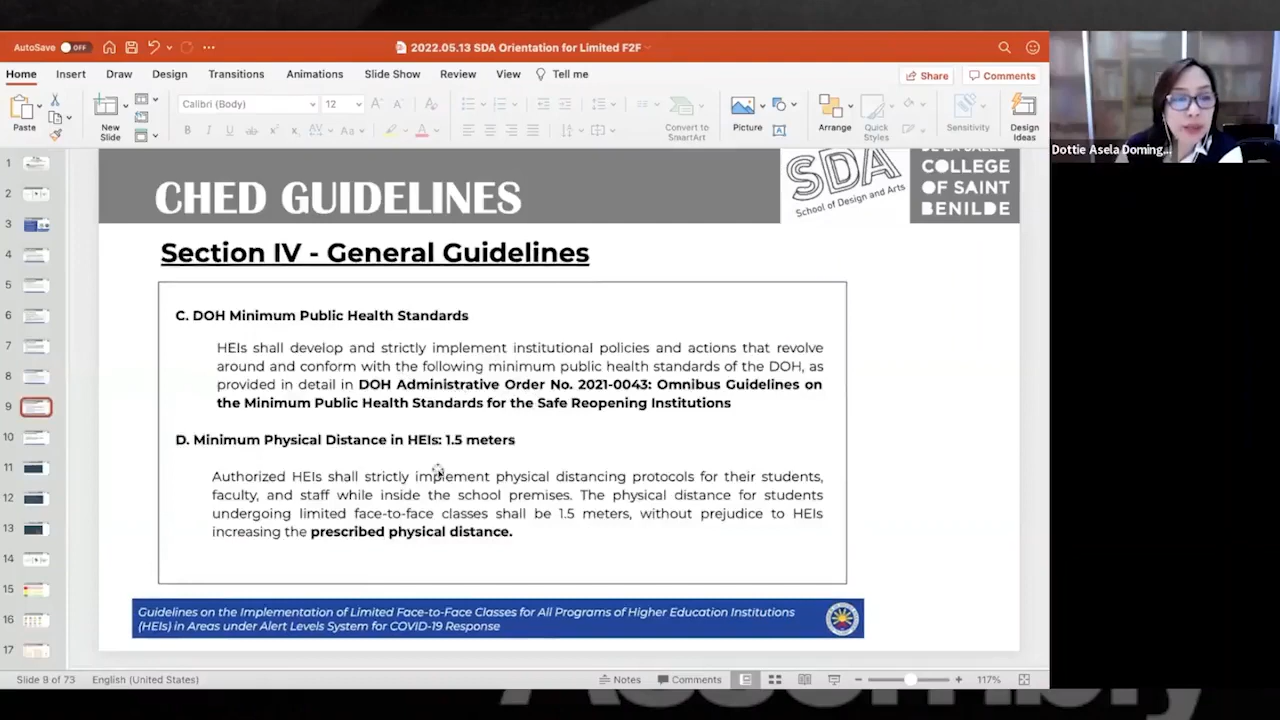 AutoSave OFF
2022.05.13 SDA Orientation for Limited F2F
Home Insert Draw Design Transitions Animations Slide Show Review View Tell me
Share Comments
Calibri (Body) 12
Paste New Slide Convert to SmartArt Picture Arrange Quick Styles Sensitivity Design Ideas
Dottie Asela Doming...
1
2
3
4
5
6
7
8
9
10
11
12
13
14
15
16
17
CHED GUIDELINES
SDA
School of Design and Arts
COLLEGE
OF SAINT
BENILDE
Section IV - General Guidelines
C. DOH Minimum Public Health Standards
HEIs shall develop and strictly implement institutional policies and actions that revolve
around and conform with the following minimum public health standards of the DOH, as
provided in detail in DOH Administrative Order No. 2021-0043: Omnibus Guidelines on
the Minimum Public Health Standards for the Safe Reopening Institutions
D. Minimum Physical Distance in HEIs: 1.5 meters
Authorized HEIs shall strictly implement physical distancing protocols for their students,
faculty, and staff while inside the school premises. The physical distance for students
undergoing limited face-to-face classes shall be 1.5 meters, without prejudice to HEIs
increasing the prescribed physical distance.
Guidelines on the Implementation of Limited Face-to-Face Classes for All Programs of Higher Education Institutions
(HEIs) in Areas under Alert Levels System for COVID-19 Response
Slide 9 of 73 English (United States) Notes Comments 117%